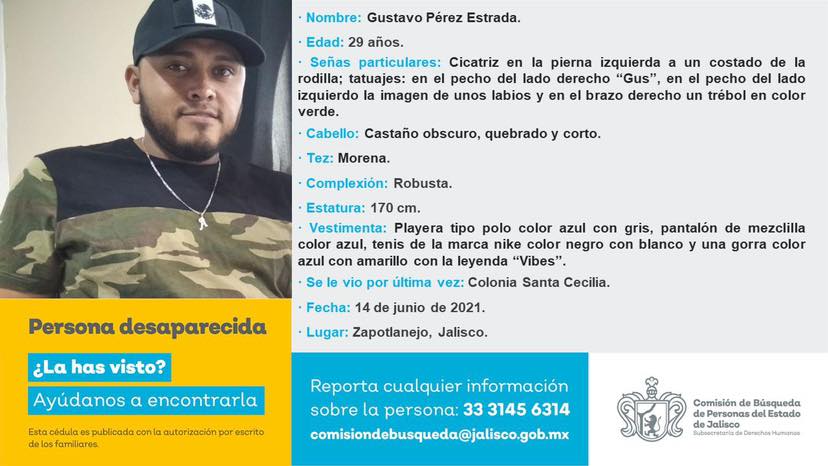 · Nombre: Gustavo Pérez Estrada.
· Edad: 29 años.
· Señas particulares: Cicatriz en la pierna izquierda a un costado de la
rodilla; tatuajes: en el pecho del lado derecho “Gus”, en el pecho del lado
izquierdo la imagen de unos labios y en el brazo derecho un trébol en color
verde.
· Cabello: Castaño obscuro, quebrado y corto.
· Tez: Morena.
· Complexión: Robusta.
· Estatura: 170 cm.
· Vestimenta: Playera tipo polo color azul con gris, pantalón de mezclilla
color azul, tenis de la marca nike color negro con blanco y una gorra color
azul con amarillo con la leyenda “Vibes”.
· Se le vio por última vez: Colonia Santa Cecilia.
· Fecha: 14 de junio de 2021.
· Lugar: Zapotlanejo, Jalisco.
Persona desaparecida
¿La has visto?
Ayúdanos a encontrarla
Esta cédula es publicada con la autorización por escrito
de los familiares.
Reporta cualquier información
sobre la persona: 33 3145 6314
comisiondebusqueda@jalisco.gob.mx
Comisión de Búsqueda
de Personas del Estado
de Jalisco
Subsecretaría de Derechos Humanos